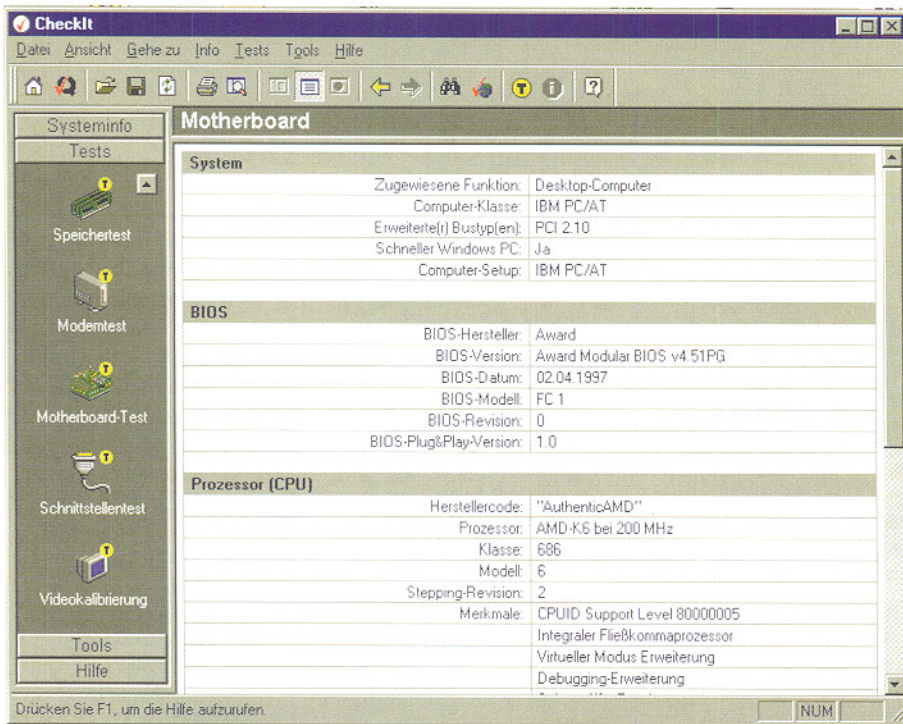 CheckIt
Datei Ansicht Gehe zu Info Tests Tools Hilfe
Systeminfo
Tests
Speichertest
Modemtest
Motherboard-Test
Schnittstellentest
Videokalibrierung
Tools
Hilfe
Motherboard
System
Zugewiesene Funktion: Desktop-Computer
Computer-Klasse: IBM PC/AT
Erweiterte(r) Bustyp(en): PCI 2.10
Schneller Windows PC: Ja
Computer-Setup: IBM PC/AT
BIOS
BIOS-Hersteller: Award
BIOS-Version: Award Modular BIOS v4.51PG
BIOS-Datum: 02.04.1997
BIOS-Modell: FC 1
BIOS-Revision: 0
BIOS-Plug&Play-Version: 1.0
Prozessor (CPU)
Herstellercode: "AuthenticAMD"
Prozessor: AMD-K6 bei 200 MHz
Klasse: 686
Modell: 6
Stepping-Revision: 2
Merkmale: CPUID Support Level 80000005
Integraler Fließkommaprozessor
Virtueller Modus Erweiterung
Debugging-Erweiterung
Drücken Sie F1, um die Hilfe aufzurufen.
NUM